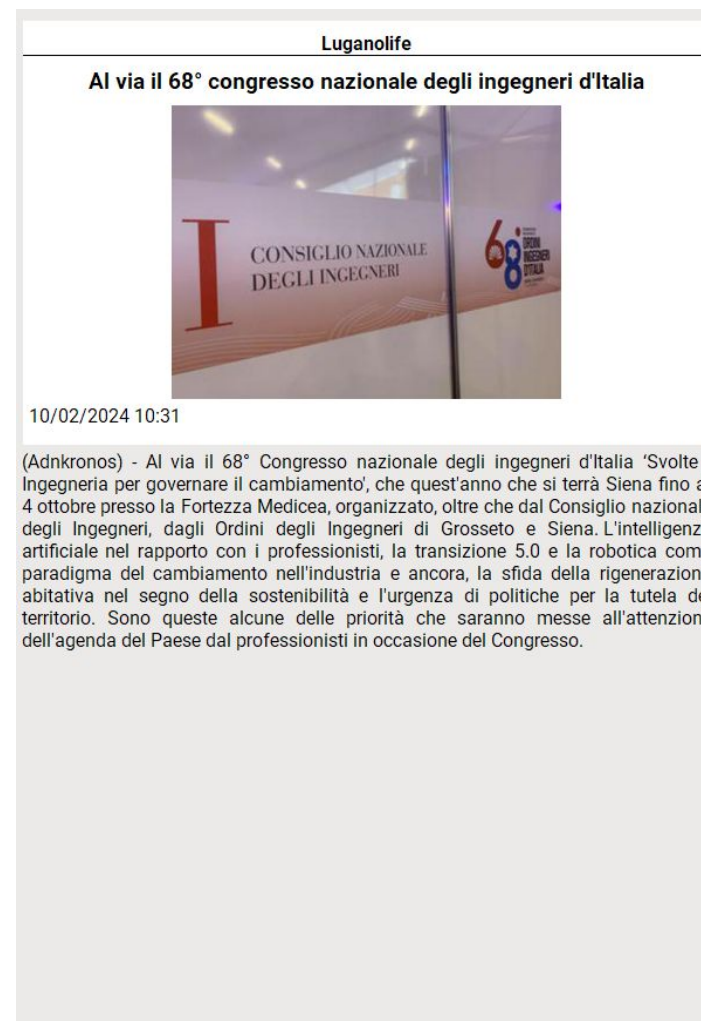 Luganolife
Al via il 68° congresso nazionale degli ingegneri d'Italia
I
CONSIGLIO NAZIONALE
DEGLI INGEGNERI
68°
ORDINI
INGEGNERI
D'ITALIA
10/02/2024 10:31
(Adnkronos) - Al via il 68° Congresso nazionale degli ingegneri d'Italia ‘Svolte
Ingegneria per governare il cambiamento', che quest'anno che si terrà Siena fino a
4 ottobre presso la Fortezza Medicea, organizzato, oltre che dal Consiglio nazional
degli Ingegneri, dagli Ordini degli Ingegneri di Grosseto e Siena. L'intelligenz
artificiale nel rapporto con i professionisti, la transizione 5.0 e la robotica com
paradigma del cambiamento nell'industria e ancora, la sfida della rigenerazion
abitativa nel segno della sostenibilità e l'urgenza di politiche per la tutela de
territorio. Sono queste alcune delle priorità che saranno messe all'attenzion
dell'agenda del Paese dal professionisti in occasione del Congresso.